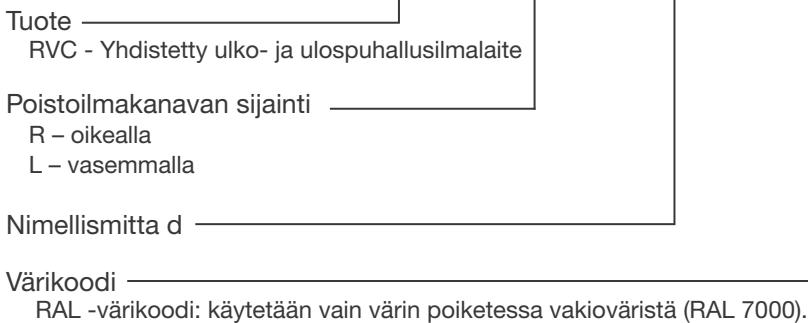 Tuote
RVC - Yhdistetty ulko- ja ulospuhallusilmalaite
Poistoilmakanavan sijainti
R – oikealla
L – vasemmalla
Nimellismitta d
Värikoodi
RAL -värikoodi: käytetään vain värin poiketessa vakioväristä (RAL 7000).